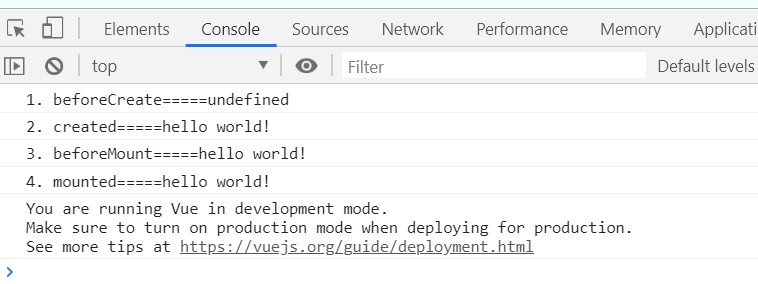 Elements Console Sources Network Performance Memory Applicati
top Filter Default levels
1. beforeCreate=====undefined
2. created=====hello world!
3. beforeMount=====hello world!
4. mounted=====hello world!
You are running Vue in development mode.
Make sure to turn on production mode when deploying for production.
See more tips at https://vuejs.org/guide/deployment.html